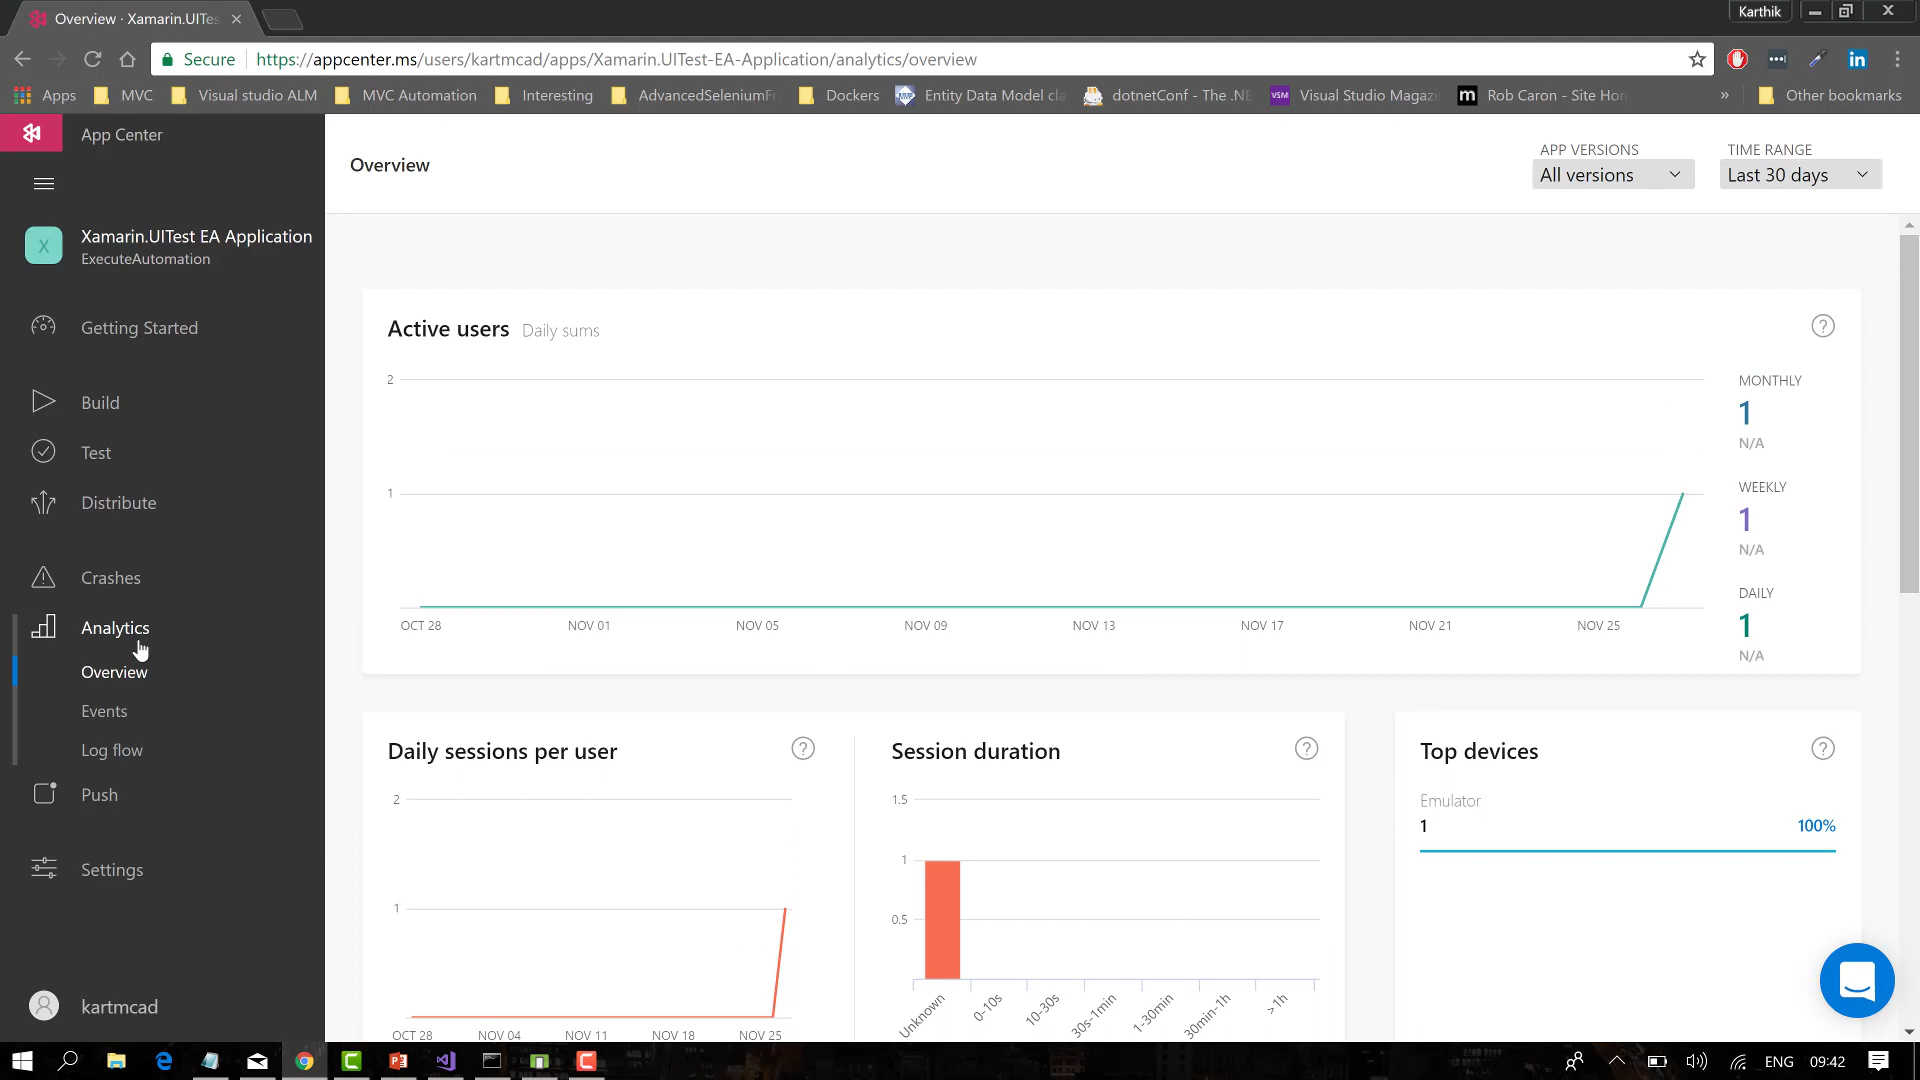 Overview · Xamarin.UITes
Karthik
Secure
https://appcenter.ms/users/kartmcad/apps/Xamarin.UITest-EA-Application/analytics/overview
Apps
MVC
Visual studio ALM
MVC Automation
Interesting
AdvancedSeleniumFr
Dockers
Entity Data Model cla
dotnetConf - The .NE
VSM
Visual Studio Magazi
m
Rob Caron - Site Hom
»
Other bookmarks
App Center
Overview
APP VERSIONS
All versions
TIME RANGE
Last 30 days
X
Xamarin.UITest EA Application
ExecuteAutomation
Getting Started
Build
Test
Distribute
Crashes
Analytics
Overview
Events
Log flow
Push
Settings
kartmcad
Active users Daily sums
?
2
1
OCT 28
NOV 01
NOV 05
NOV 09
NOV 13
NOV 17
NOV 21
NOV 25
MONTHLY
1
N/A
WEEKLY
1
N/A
DAILY
1
N/A
Daily sessions per user
?
2
1
OCT 28
NOV 04
NOV 11
NOV 18
NOV 25
Session duration
?
1.5
1
0.5
Unknown
0-10s
10-30s
30s-1min
1-30min
30min-1h
>1h
Top devices
?
Emulator
1
100%
in
ENG
09:42